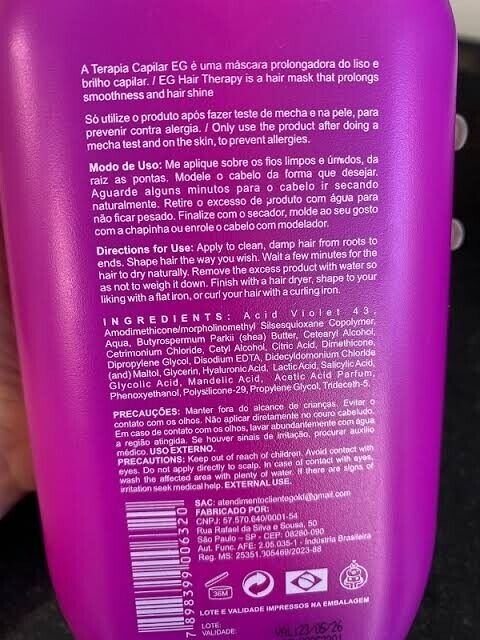 A Terapia Capilar EG é uma máscara prolongadora do liso e
brilho capilar. / EG Hair Therapy is a hair mask that prolongs
smoothness and hair shine
Só utilize o produto após fazer teste de mecha e na pele, para
prevenir contra alergia. / Only use the product after doing a
mecha test and on the skin, to prevent allergies.
Modo de Uso: Me aplique sobre os fios limpos e úmidos, da
raiz as pontas. Modele o cabelo da forma que desejar.
Aguarde alguns minutos para o cabelo ir secando
naturalmente. Retire o excesso de produto com água para
não ficar pesado. Finalize com o secador, molde ao seu gosto
com a chapinha ou enrole o cabelo com modelador.
Directions for Use: Apply to clean, damp hair from roots to
ends. Shape hair the way you wish. Wait a few minutes for the
hair to dry naturally. Remove the excess product with water so
as not to weigh it down. Finish with a hair dryer, shape to your
liking with a flat iron, or curl your hair with a curling iron.
INGREDIENTS: Acid Violet 43,
Amodimethicone/morpholinomethyl Silsesquioxane Copolymer,
Aqua, Butyrospermum Parkii (shea) Butter, Cetearyl Alcohol,
Cetrimonium Chloride, Cetyl Alcohol, Citric Acid, Dimethicone,
Dipropylene Glycol, Disodium EDTA, Didecyldomonium Chloride
(and) Maltol, Glycerin, Hyaluronic Acid, Lactic Acid, Salicylic Acid,
Glycolic Acid, Mandelic Acid, Acetic Acid Parfum,
Phenoxyethanol, Polysilicone-29, Propylene Glycol, Trideceth-5.
PRECAUÇÕES: Manter fora do alcance de crianças. Evitar o
contato com os olhos. Não aplicar diretamente no couro cabeludo.
Em caso de contato com os olhos, lavar abundantemente com água
a região atingida. Se houver sinais de irritação, procurar auxílio
médico. USO EXTERNO.
PRECAUTIONS: Keep out of reach of children. Avoid contact with
eyes. Do not apply directly to scalp. In case of contact with eyes,
wash the affected area with plenty of water. If there are signs of
irritation seek medical help. EXTERNAL USE.
SAC: atendimentoclientegold@gmail.com
FABRICADO POR:
CNPJ: 57.570.640/0001-54
Rua Rafael da Silva e Sousa, 50
São Paulo – SP - CEP: 08280-090
Aut. Func. AFE: 2.05.035-1 - Indústria Brasileira
Reg. MS: 25351.305469/2023-88
36M
LOTE E VALIDADE IMPRESSOS NA EMBALAGEM
LOTE:
VALIDADE:
VAL:23/05/26
7898399006320